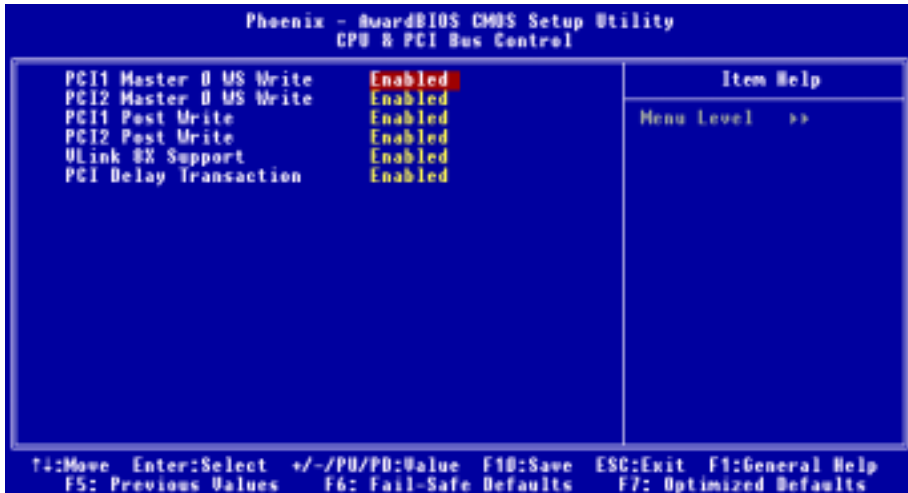 Phoenix - AwardBIOS CMOS Setup Utility
CPU & PCI Bus Control
PCI1 Master 0 WS Write Enabled
PCI2 Master 0 WS Write Enabled
PCI1 Post Write Enabled
PCI2 Post Write Enabled
VLink 8X Support Enabled
PCI Delay Transaction Enabled
Item Help
Menu Level ▸▸
↑↓:Move Enter:Select +/-/PU/PD:Value F10:Save ESC:Exit F1:General Help
F5: Previous Values F6: Fail-Safe Defaults F7: Optimized Defaults